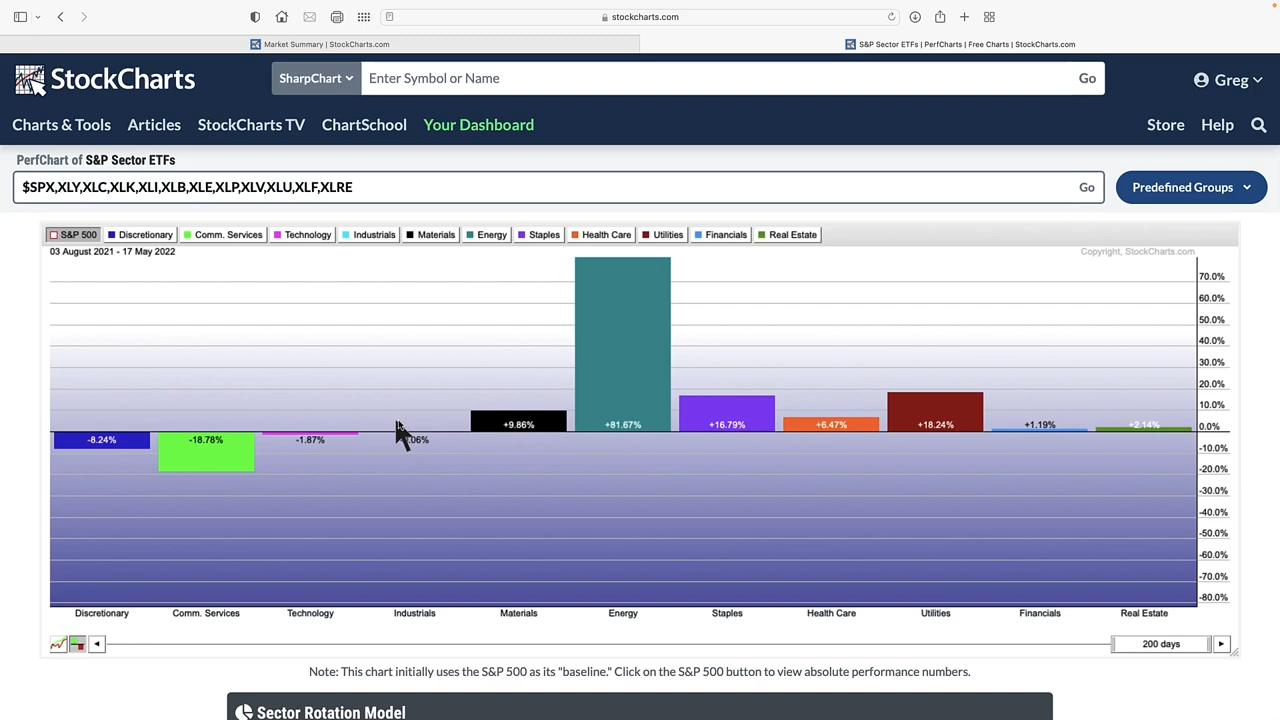 stockcharts.com
Market Summary | StockCharts.com
S&P Sector ETFs | PerfCharts | Free Charts | StockCharts.com
StockCharts
SharpChart
Enter Symbol or Name
Go
Greg
Charts & Tools Articles StockCharts TV ChartSchool Your Dashboard
Store Help
PerfChart of S&P Sector ETFs
$SPX,XLY,XLC,XLK,XLI,XLB,XLE,XLP,XLV,XLU,XLF,XLRE
Go
Predefined Groups
S&P 500 Discretionary Comm. Services Technology Industrials Materials Energy Staples Health Care Utilities Financials Real Estate
03 August 2021 - 17 May 2022
Copyright, StockCharts.com
70.0%
60.0%
50.0%
40.0%
30.0%
20.0%
10.0%
0.0%
-10.0%
-20.0%
-30.0%
-40.0%
-50.0%
-60.0%
-70.0%
-80.0%
-8.24% -18.78% -1.87% +9.86% +81.67% +16.79% +6.47% +18.24% +1.19% +2.14%
Discretionary Comm. Services Technology Industrials Materials Energy Staples Health Care Utilities Financials Real Estate
200 days
Note: This chart initially uses the S&P 500 as its "baseline." Click on the S&P 500 button to view absolute performance numbers.
Sector Rotation Model